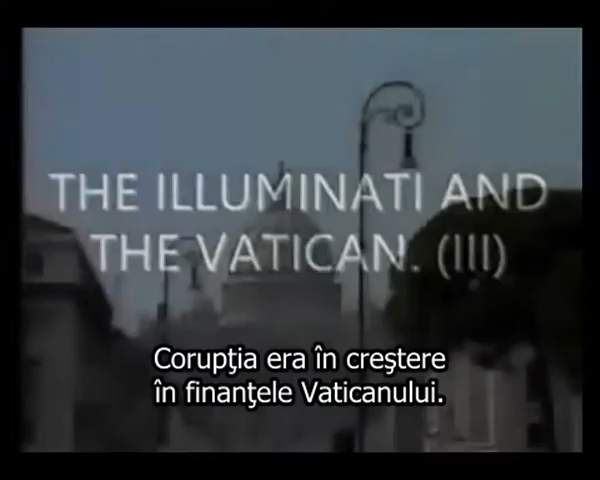 THE ILLUMINATI AND
THE VATICAN. (III)
Corupţia era în creştere
în finanţele Vaticanului.